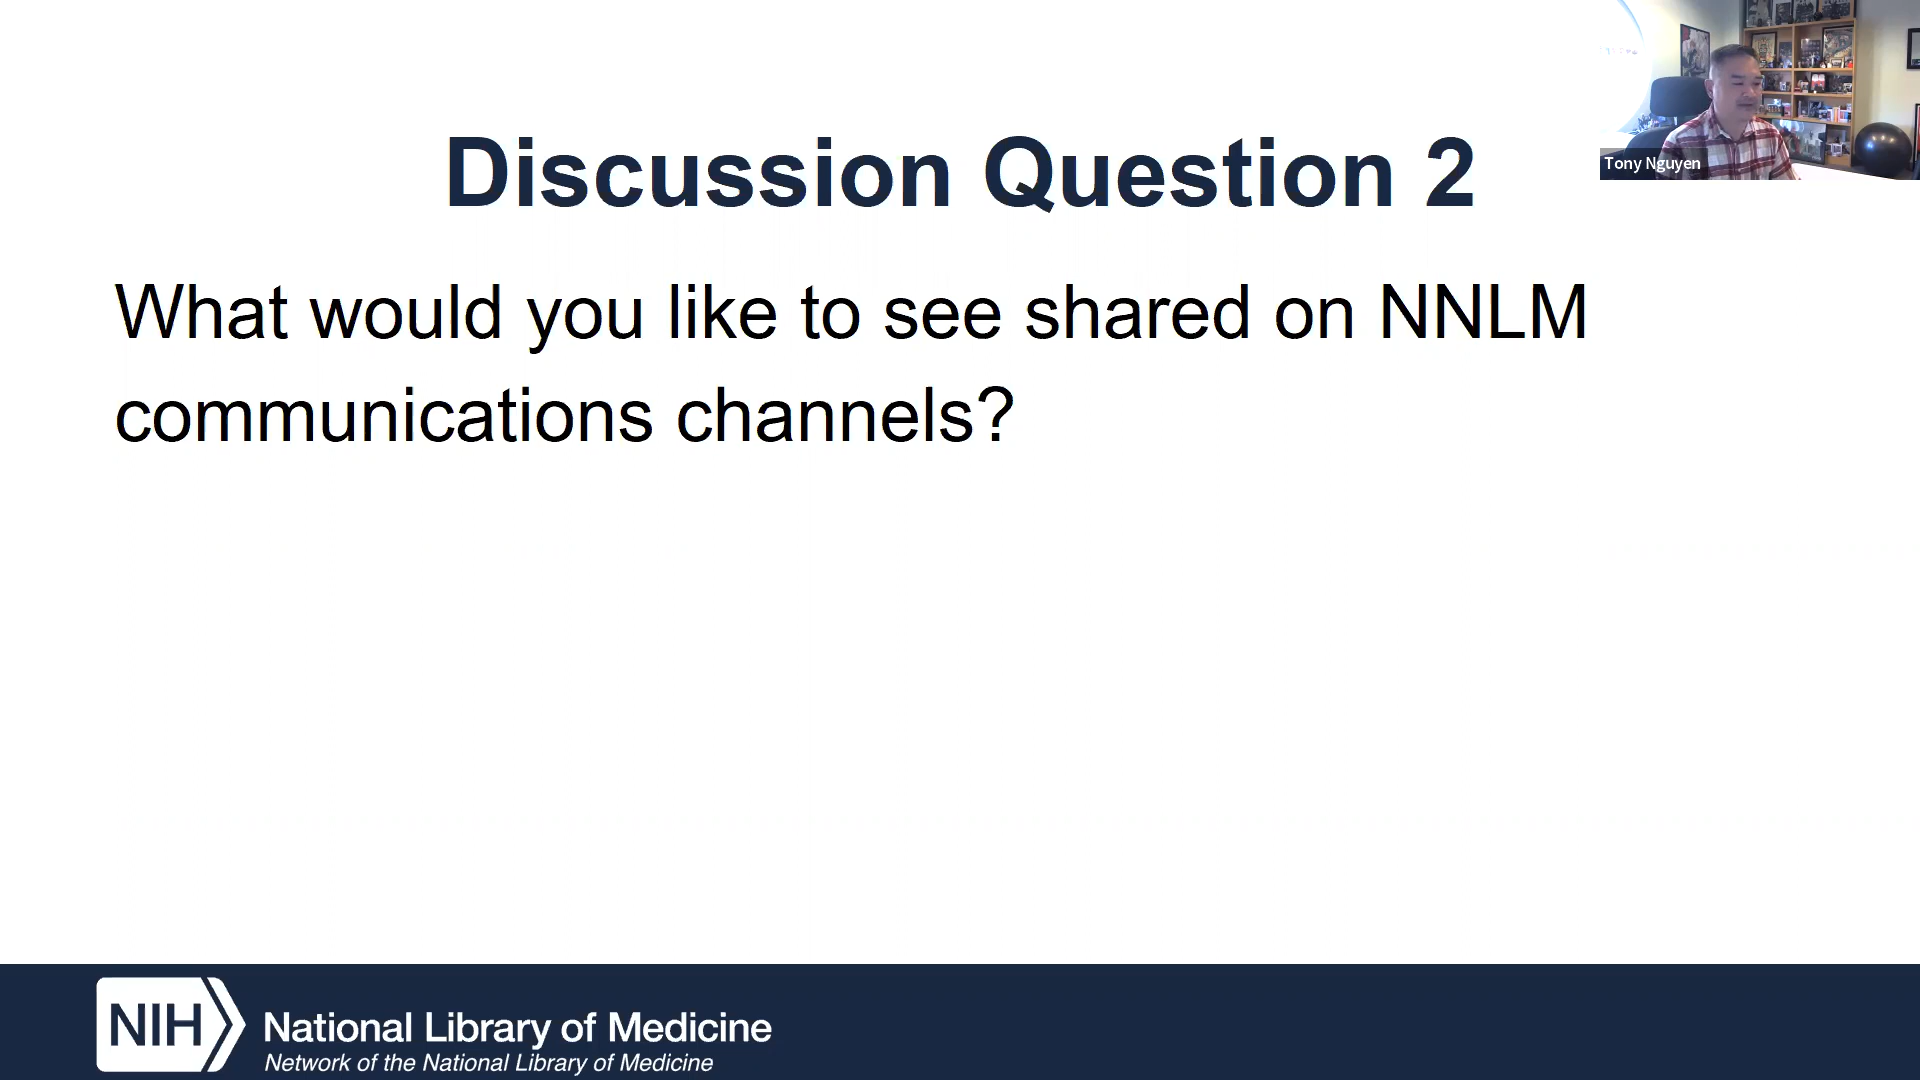 Discussion Question 2
Tony Nguyen
What would you like to see shared on NNLM
communications channels?
NIH
National Library of Medicine
Network of the National Library of Medicine